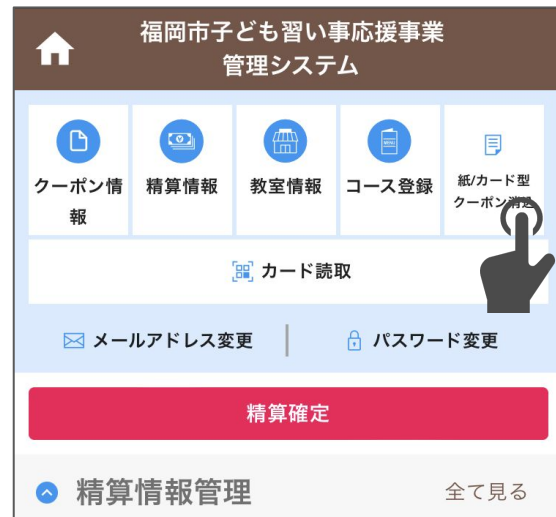 福岡市子ども習い事応援事業
管理システム
クーポン情
報
精算情報
教室情報
コース登録
紙/カード型
クーポン消込
カード読取
メールアドレス変更
パスワード変更
精算確定
精算情報管理
全て見る